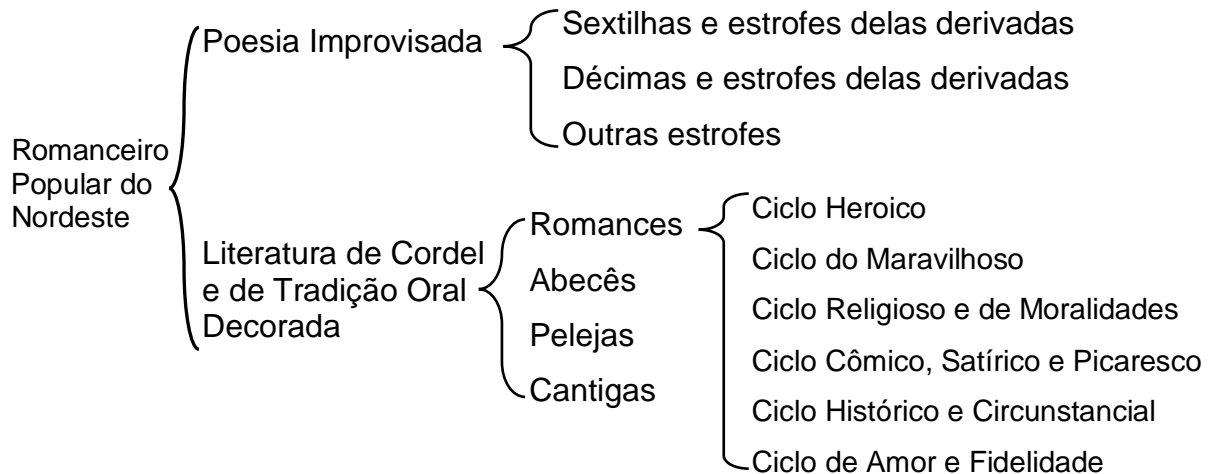 Romanceiro
Popular do
Nordeste
Poesia Improvisada
Sextilhas e estrofes delas derivadas
Décimas e estrofes delas derivadas
Outras estrofes
Literatura de Cordel
e de Tradição Oral
Decorada
Romances
Abecês
Pelejas
Cantigas
Ciclo Heroico
Ciclo do Maravilhoso
Ciclo Religioso e de Moralidades
Ciclo Cômico, Satírico e Picaresco
Ciclo Histórico e Circunstancial
Ciclo de Amor e Fidelidade